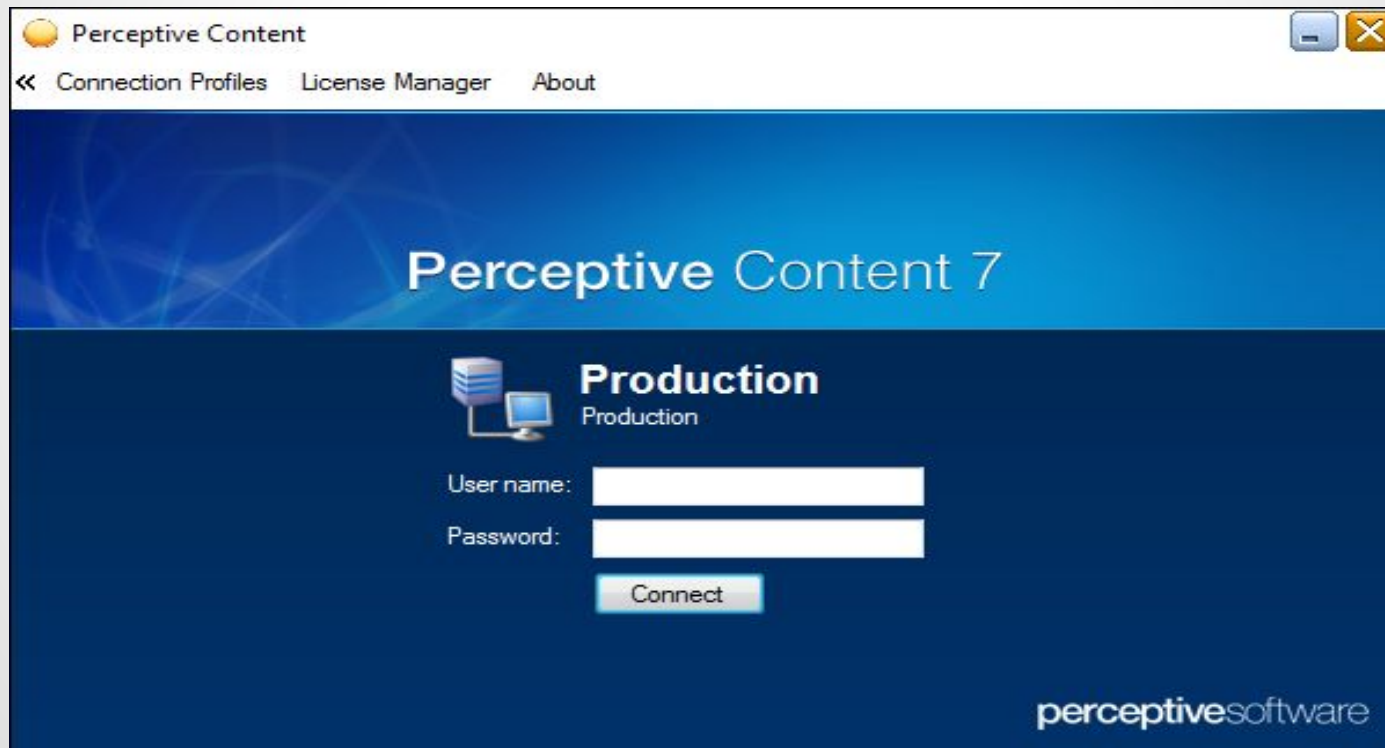 Perceptive Content
« Connection Profiles License Manager About
Perceptive Content 7
Production
Production
User name:
Password:
Connect
perceptivesoftware